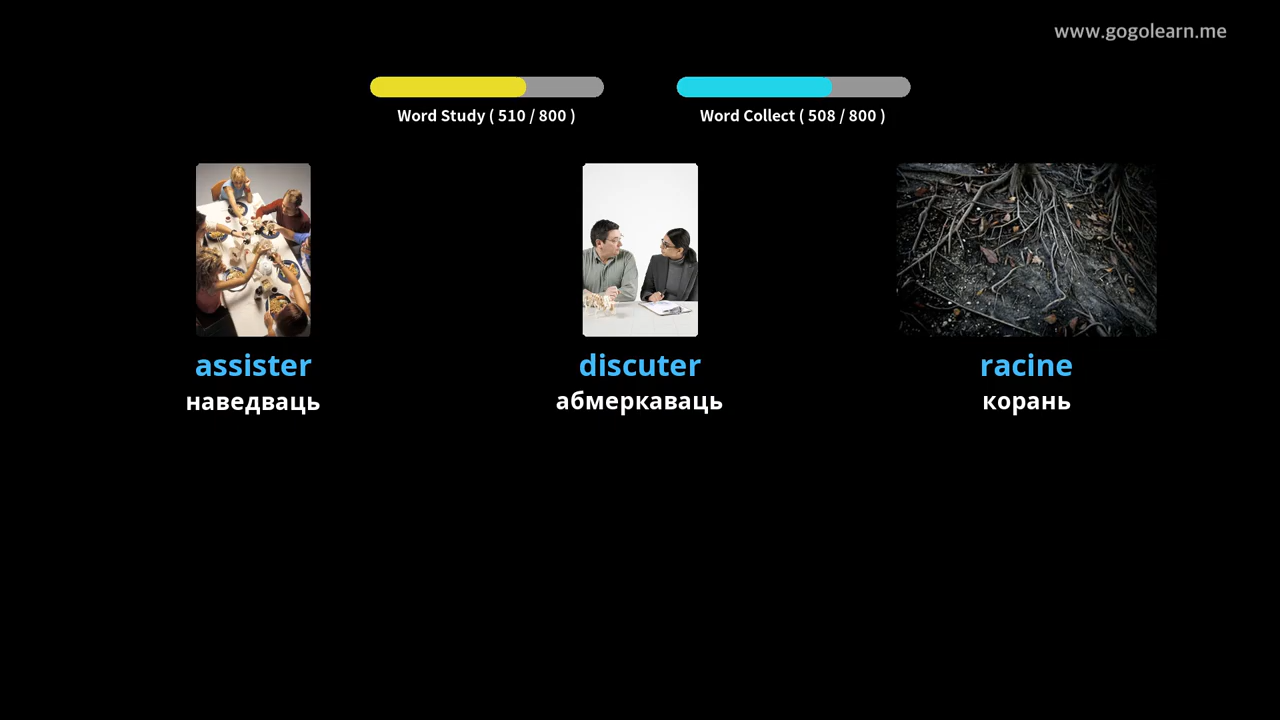 www.gogolearn.me
Word Study ( 510 / 800 )
Word Collect ( 508 / 800 )
assister
наведваць
discuter
абмеркаваць
racine
корань